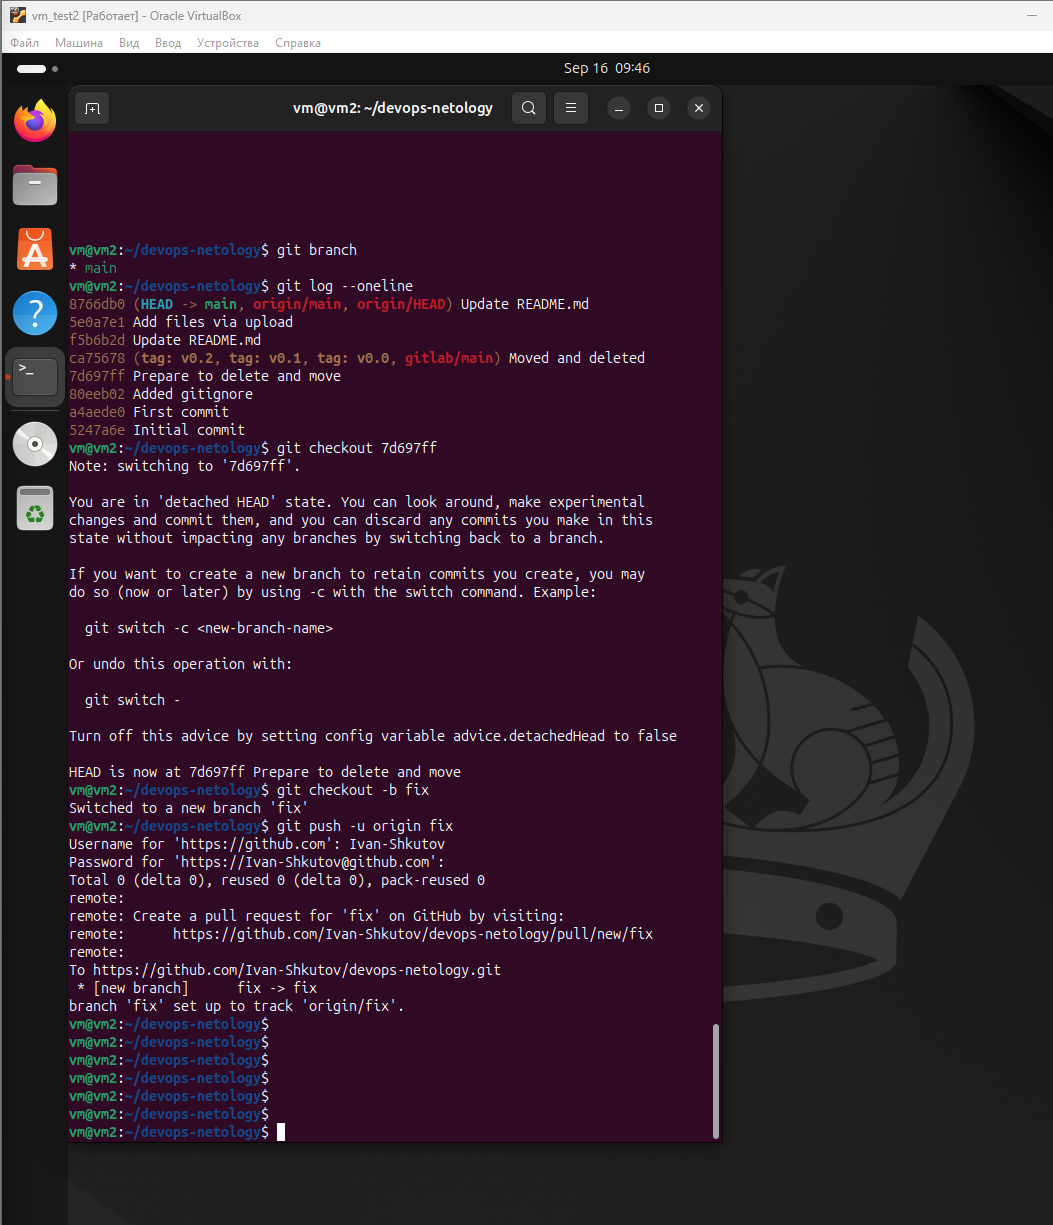 vm_test2 [Работает] - Oracle VirtualBox
Файл Машина Вид Ввод Устройства Справка
Sep 16 09:46
vm@vm2: ~/devops-netology
vm@vm2:~/devops-netology$ git branch
* main
vm@vm2:~/devops-netology$ git log --oneline
8766db0 (HEAD -> main, origin/main, origin/HEAD) Update README.md
5e0a7e1 Add files via upload
f5b6b2d Update README.md
ca75678 (tag: v0.2, tag: v0.1, tag: v0.0, gitlab/main) Moved and deleted
7d697ff Prepare to delete and move
80eeb02 Added gitignore
a4aede0 First commit
5247a6e Initial commit
vm@vm2:~/devops-netology$ git checkout 7d697ff
Note: switching to '7d697ff'.
You are in 'detached HEAD' state. You can look around, make experimental
changes and commit them, and you can discard any commits you make in this
state without impacting any branches by switching back to a branch.
If you want to create a new branch to retain commits you create, you may
do so (now or later) by using -c with the switch command. Example:
git switch -c <new-branch-name>
Or undo this operation with:
git switch -
Turn off this advice by setting config variable advice.detachedHead to false
HEAD is now at 7d697ff Prepare to delete and move
vm@vm2:~/devops-netology$ git checkout -b fix
Switched to a new branch 'fix'
vm@vm2:~/devops-netology$ git push -u origin fix
Username for 'https://github.com': Ivan-Shkutov
Password for 'https://Ivan-Shkutov@github.com':
Total 0 (delta 0), reused 0 (delta 0), pack-reused 0
remote:
remote: Create a pull request for 'fix' on GitHub by visiting:
remote:      https://github.com/Ivan-Shkutov/devops-netology/pull/new/fix
remote:
To https://github.com/Ivan-Shkutov/devops-netology.git
* [new branch]      fix -> fix
branch 'fix' set up to track 'origin/fix'.
vm@vm2:~/devops-netology$
vm@vm2:~/devops-netology$
vm@vm2:~/devops-netology$
vm@vm2:~/devops-netology$
vm@vm2:~/devops-netology$
vm@vm2:~/devops-netology$
vm@vm2:~/devops-netology$